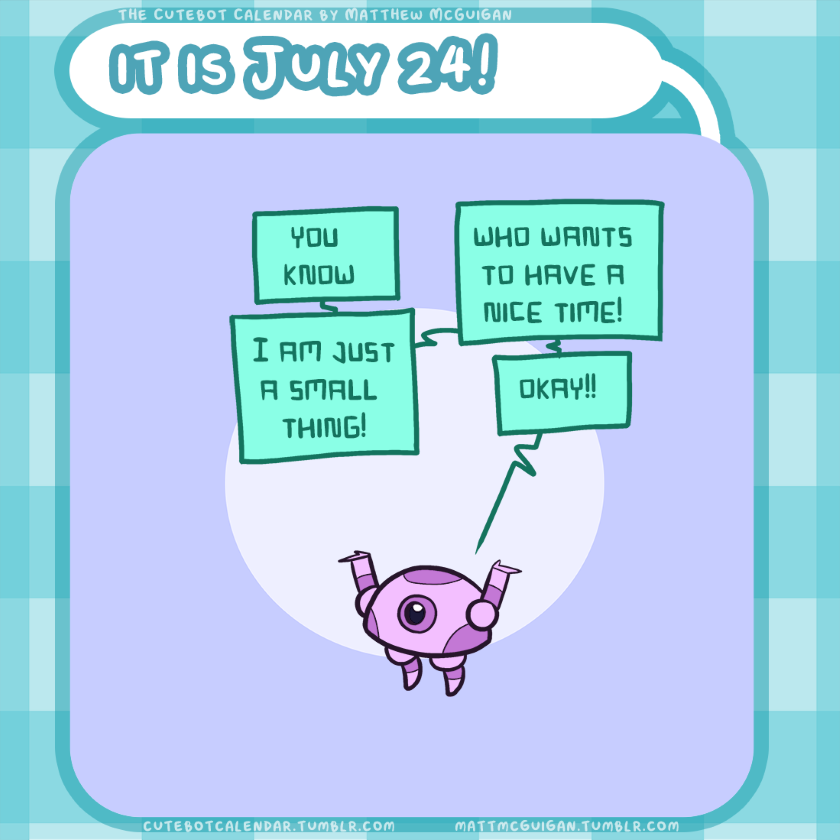 THE CUTEBOT CALENDAR BY MATTHEW MCGUIGAN
IT IS JULY 24!
YOU
KNOW
I AM JUST
A SMALL
THING!
WHO WANTS
TO HAVE A
NICE TIME!
OKAY!!
CUTEBOTCALENDAR.TUMBLR.COM
MATTMCGUIGAN.TUMBLR.COM